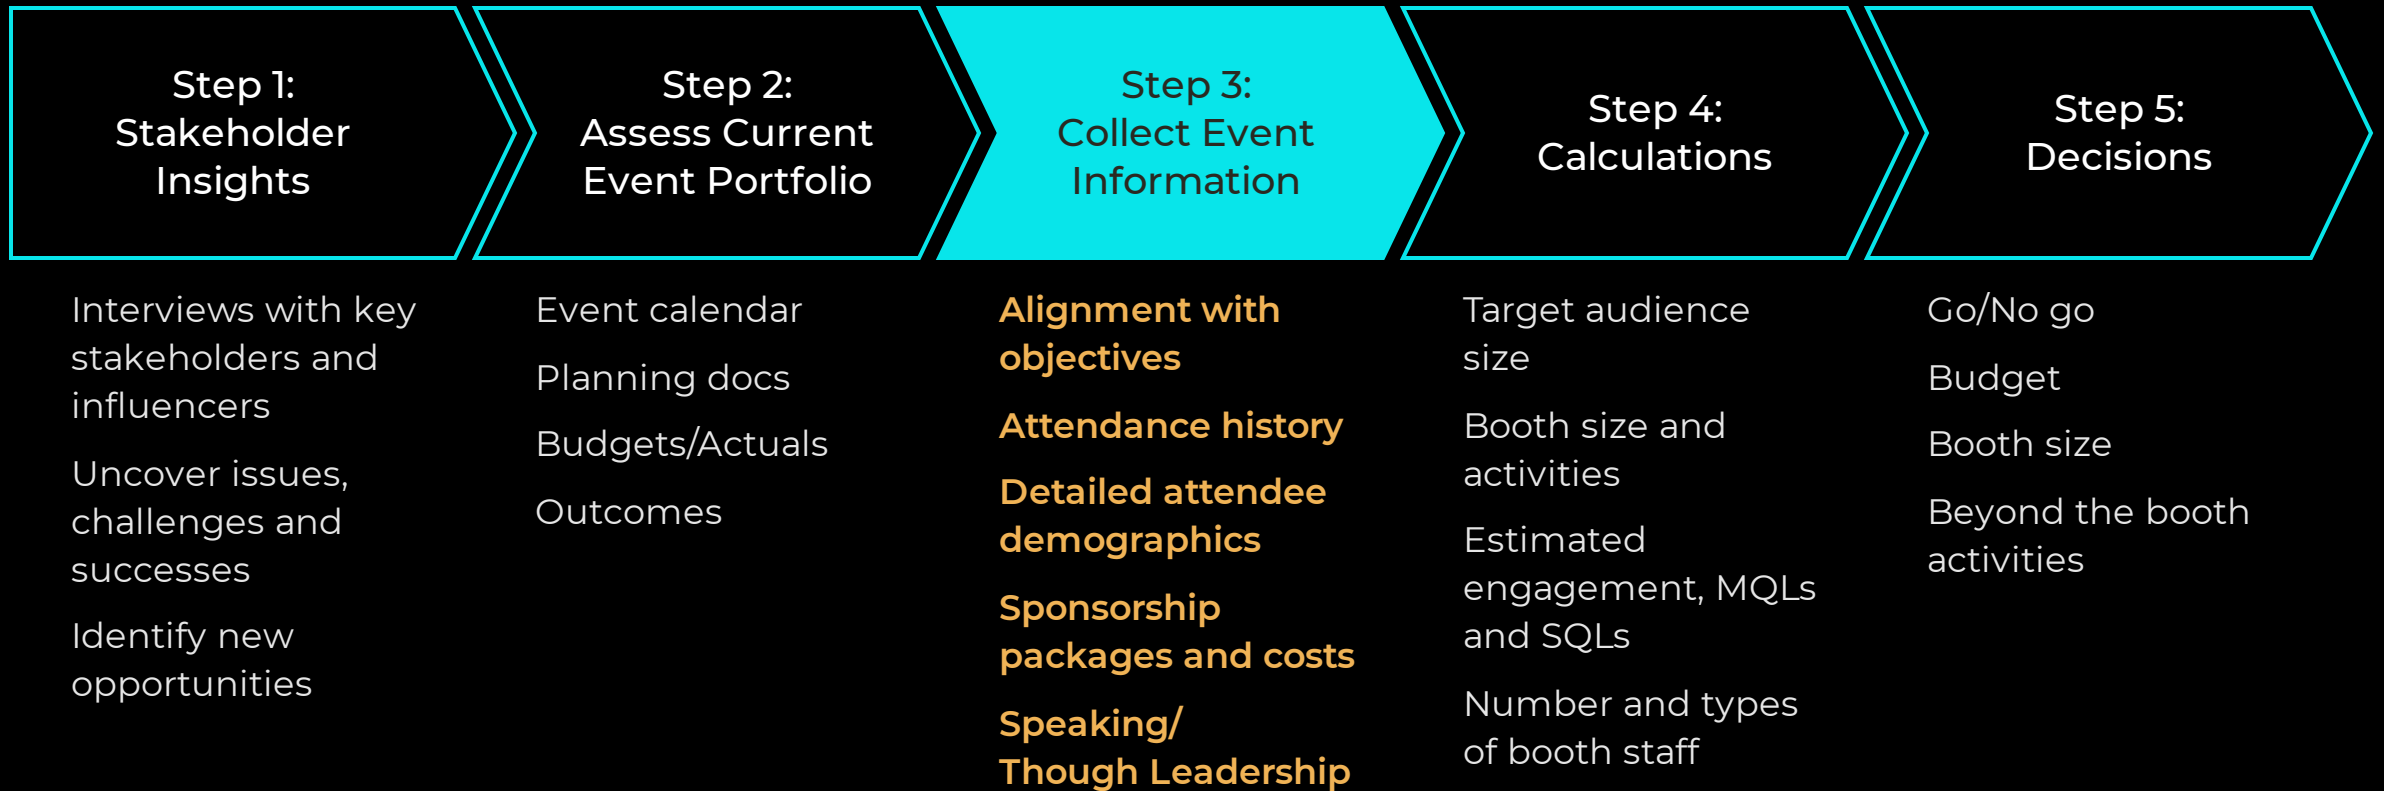 Step 1:
Stakeholder
Insights
Interviews with key
stakeholders and
influencers
Uncover issues,
challenges and
successes
Identify new
opportunities
Step 2:
Assess Current
Event Portfolio
Event calendar
Planning docs
Budgets/Actuals
Outcomes
Step 3:
Collect Event
Information
Alignment with
objectives
Attendance history
Detailed attendee
demographics
Sponsorship
packages and costs
Speaking/
Though Leadership
Step 4:
Calculations
Target audience
size
Booth size and
activities
Estimated
engagement, MQLs
and SQLs
Number and types
of booth staff
Step 5:
Decisions
Go/No go
Budget
Booth size
Beyond the booth
activities